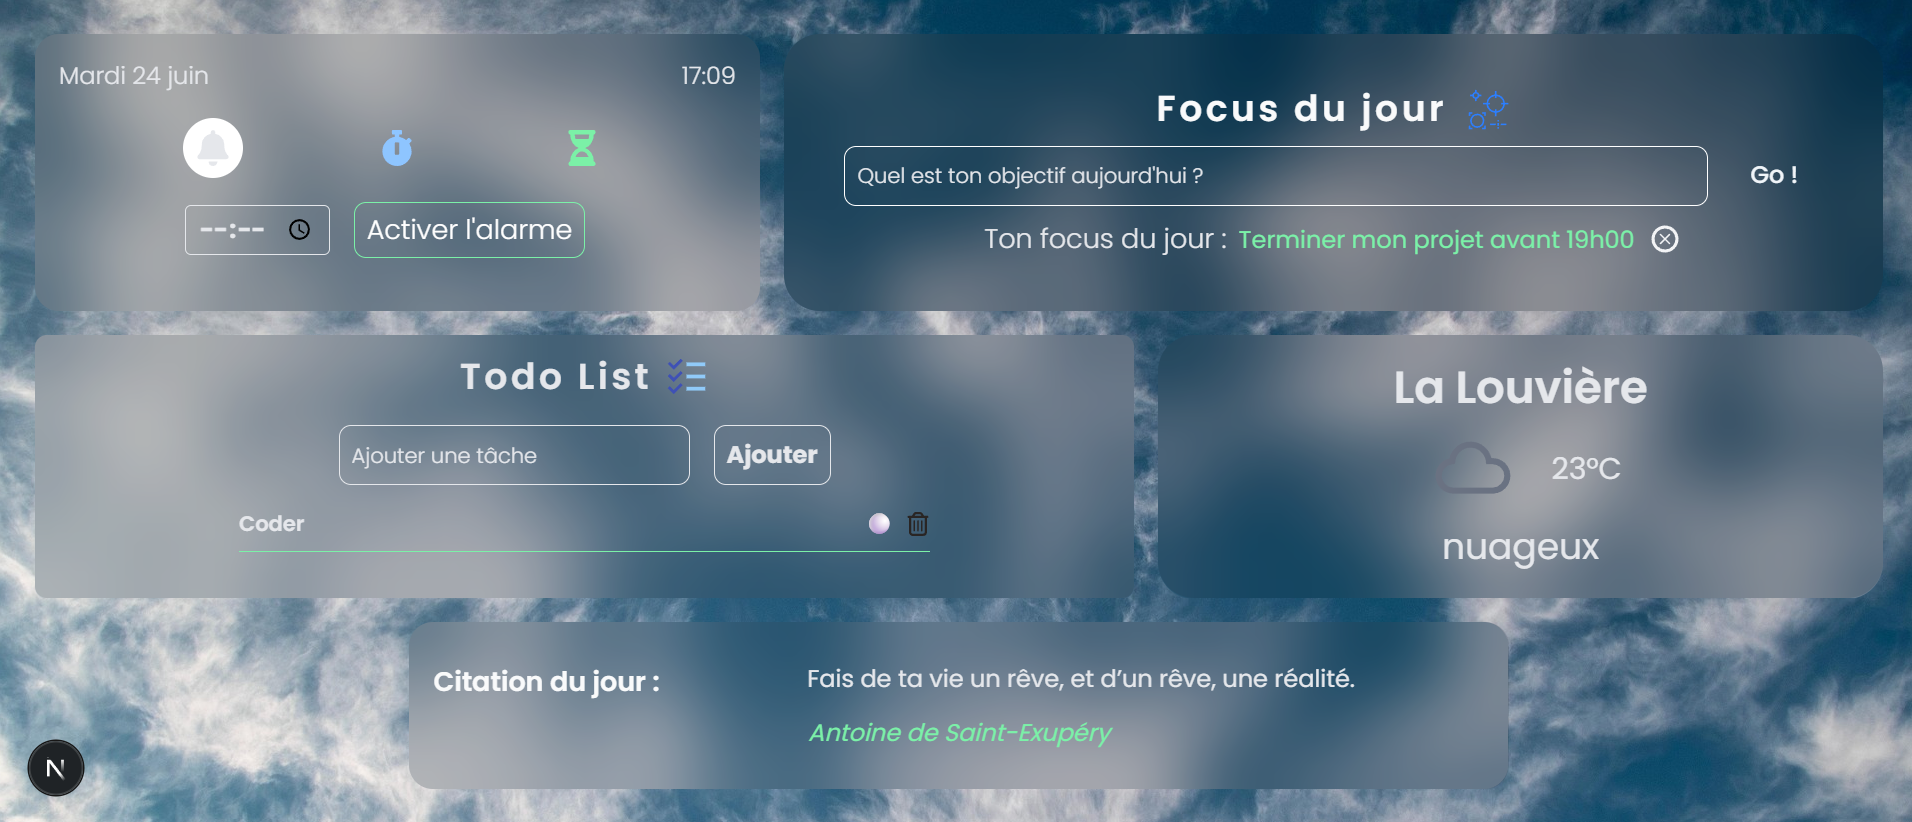 Mardi 24 juin
17:09
--:--
Activer l'alarme
Focus du jour
Quel est ton objectif aujourd'hui ?
Go !
Ton focus du jour : Terminer mon projet avant 19h00
Todo List
Ajouter une tâche
Ajouter
Coder
La Louvière
23°C
nuageux
Citation du jour :
Fais de ta vie un rêve, et d’un rêve, une réalité.
Antoine de Saint-Exupéry
N